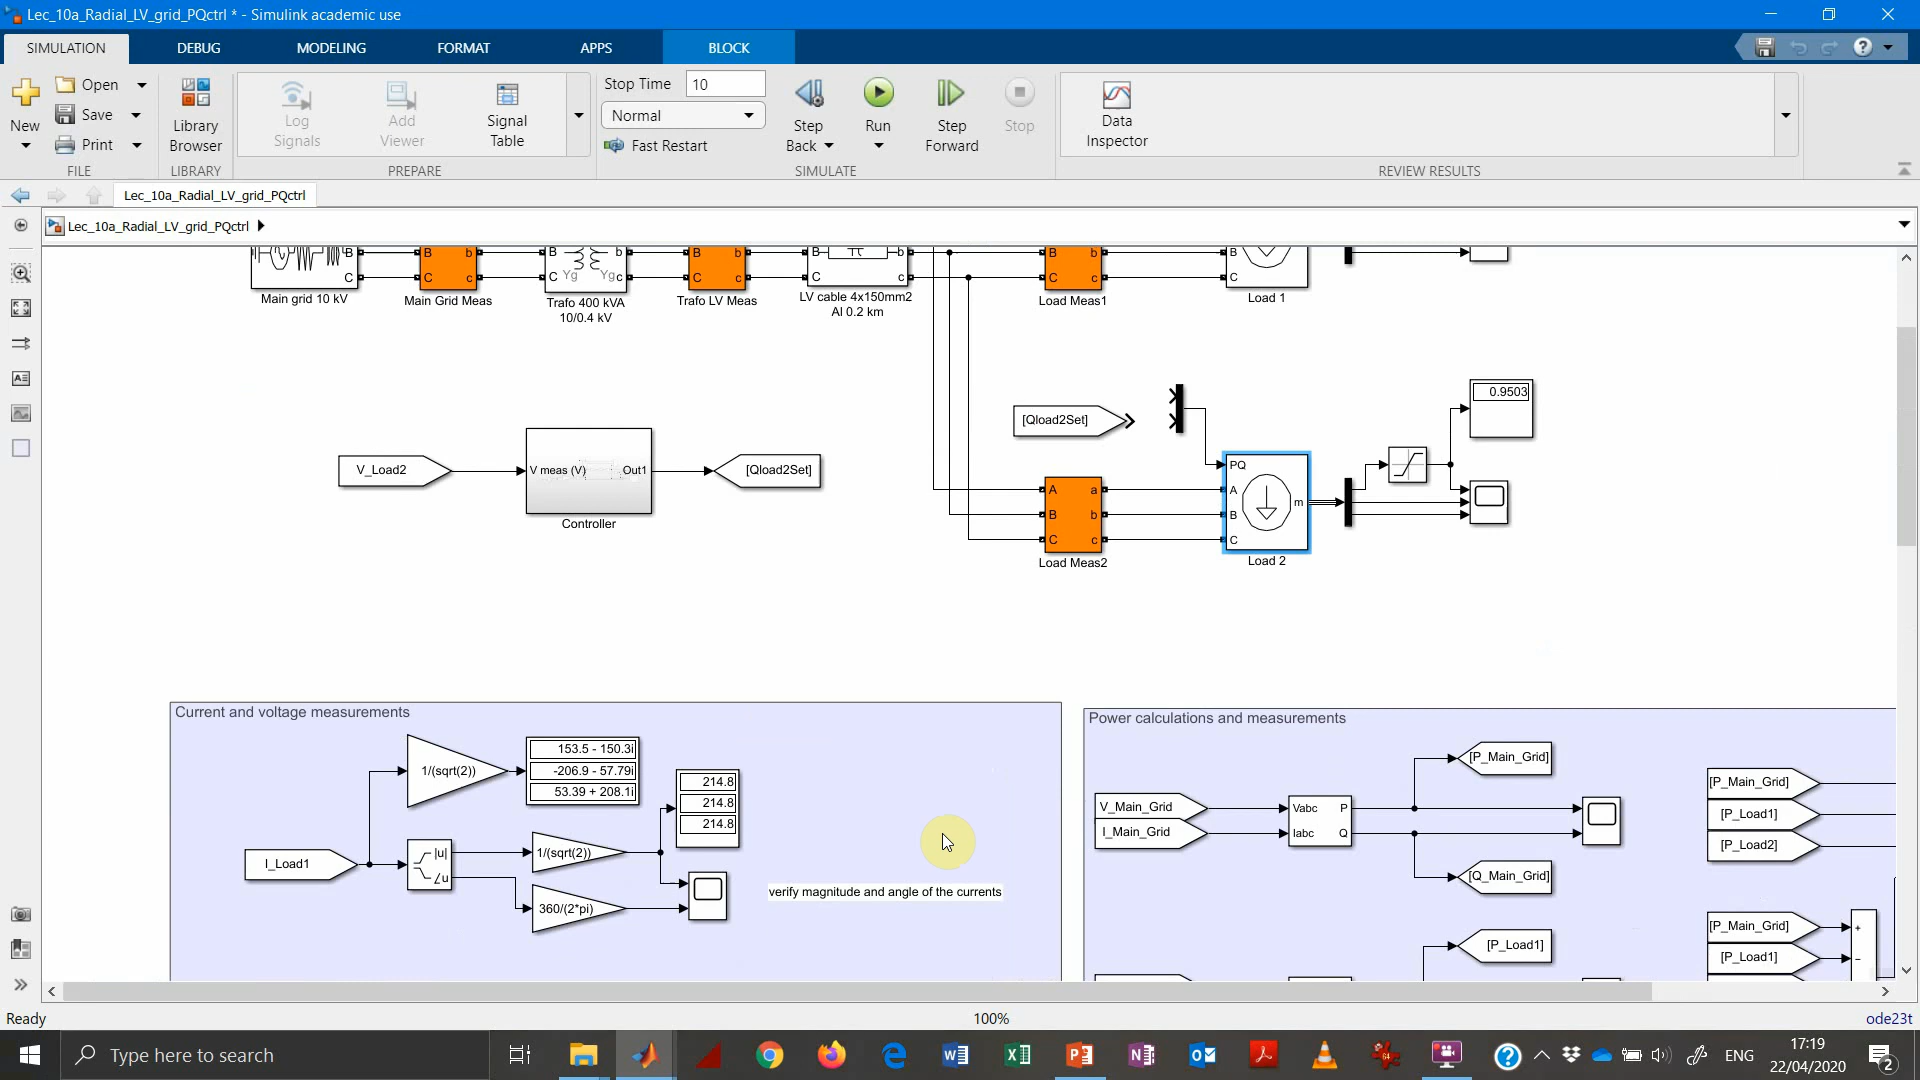 Lec_10a_Radial_LV_grid_PQctrl * - Simulink academic use
SIMULATION DEBUG MODELING FORMAT APPS BLOCK
New
Open
Save
Print
FILE
Library Browser
LIBRARY
Log Signals
Add Viewer
Signal Table
PREPARE
Stop Time 10
Normal
Fast Restart
Step Back
Run
Step Forward
Stop
SIMULATE
Data Inspector
REVIEW RESULTS
Lec_10a_Radial_LV_grid_PQctrl
Lec_10a_Radial_LV_grid_PQctrl
B B b B b B b B b B b B
C C c C Yg Ygc C c C c C c C
Main grid 10 kV
Main Grid Meas
Trafo 400 kVA
10/0.4 kV
Trafo LV Meas
LV cable 4x150mm2
Al 0.2 km
Load Meas1
Load 1
V_Load2
V meas (V) Out1
Controller
[Qload2Set]
[Qload2Set]
A a
B b
C c
Load Meas2
PQ
A
B m
C
Load 2
0.9503
Current and voltage measurements
1/(sqrt(2))
153.5 - 150.3i
-206.9 - 57.79i
53.39 + 208.1i
214.8
214.8
214.8
I_Load1
|u|
∠u
1/(sqrt(2))
360/(2*pi)
verify magnitude and angle of the currents
Power calculations and measurements
V_Main_Grid
I_Main_Grid
Vabc P
Iabc Q
[P_Main_Grid]
[Q_Main_Grid]
[P_Load1]
[P_Main_Grid]
[P_Load1]
[P_Load2]
[P_Main_Grid]
[P_Load1]
+
−
Ready 100% ode23t
Type here to search
ENG
17:19
22/04/2020
2